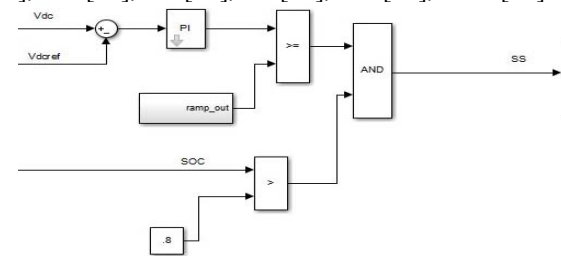 Vdc
+
-
PI
Vdcref
>=
ramp_out
AND
SS
SOC
>
.8